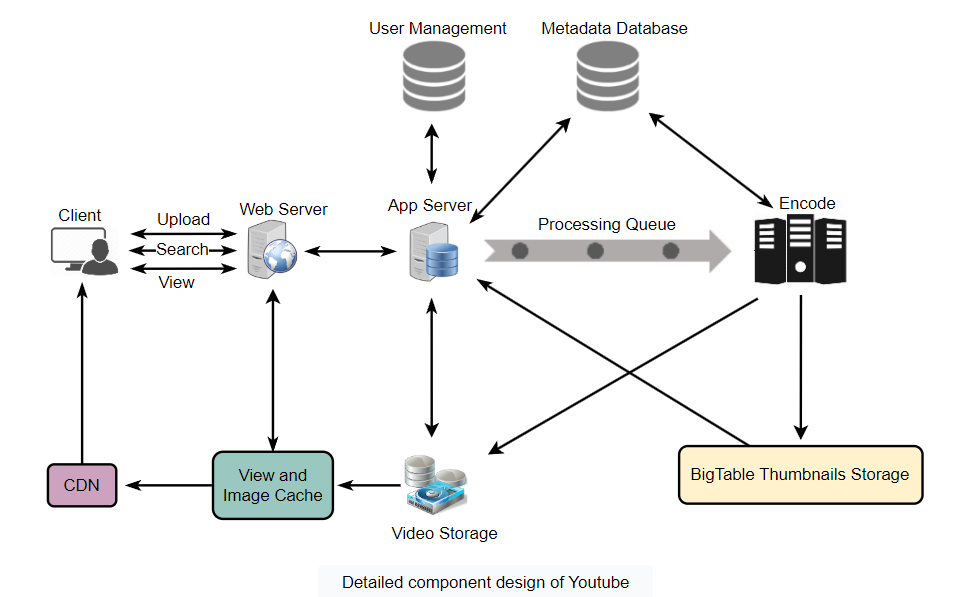 User Management
Metadata Database
Client
Upload
Web Server
App Server
Encode
Processing Queue
Search
View
CDN
View and
Image Cache
BigTable Thumbnails Storage
Video Storage
Detailed component design of Youtube